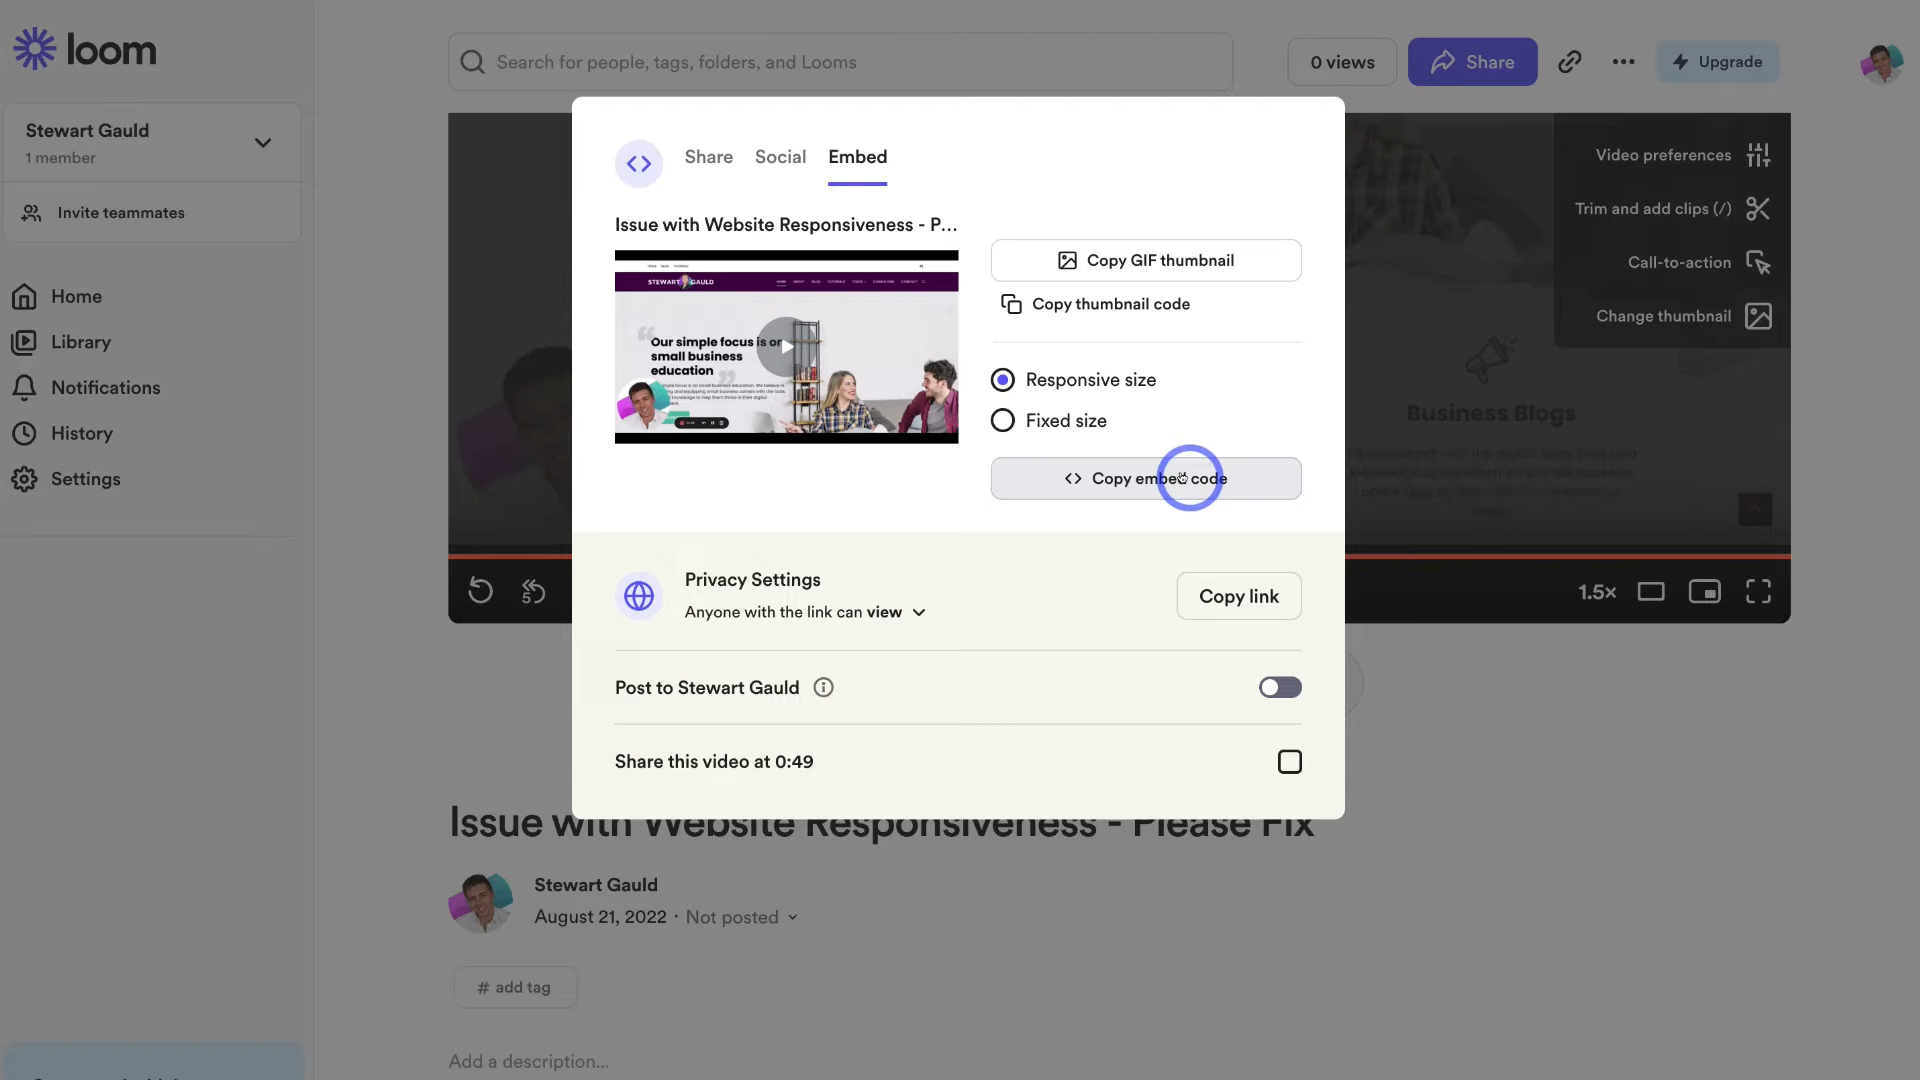 loom
Search for people, tags, folders, and Looms
0 views
Share
Upgrade
Stewart Gauld
1 member
Invite teammates
Home
Library
Notifications
History
Settings
Video preferences
Trim and add clips (/)
Call-to-action
Change thumbnail
Business Blogs
1.5×
5
Share Social Embed
Issue with Website Responsiveness - P...
STEWART GAULD
Our simple focus is on
small business
education
Copy GIF thumbnail
Copy thumbnail code
Responsive size
Fixed size
Copy embed code
Privacy Settings
Anyone with the link can view
Copy link
Post to Stewart Gauld
Share this video at 0:49
Issue with Website Responsiveness - Please Fix
Stewart Gauld
August 21, 2022 · Not posted
# add tag
Add a description...